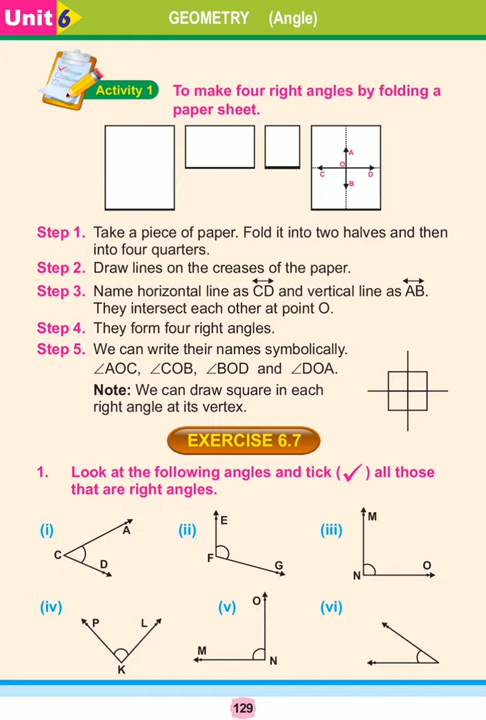 Unit 6
GEOMETRY (Angle)
Activity 1
To make four right angles by folding a
paper sheet.
A
O
C D
B
Step 1. Take a piece of paper. Fold it into two halves and then
into four quarters.
Step 2. Draw lines on the creases of the paper.
Step 3. Name horizontal line as CD and vertical line as AB.
They intersect each other at point O.
Step 4. They form four right angles.
Step 5. We can write their names symbolically.
∠AOC, ∠COB, ∠BOD and ∠DOA.
Note: We can draw square in each
right angle at its vertex.
EXERCISE 6.7
1. Look at the following angles and tick (✓) all those
that are right angles.
(i) A C D
(ii) E F G
(iii) M N O
(iv) P L K
(v) O M N
(vi)
129